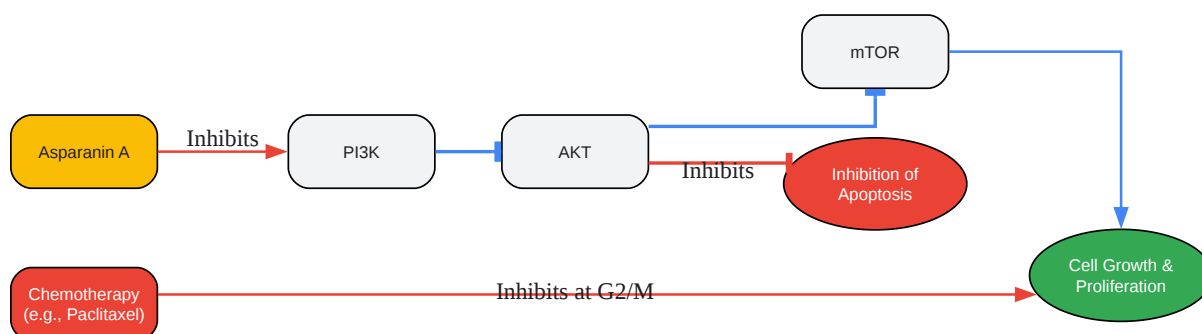 mTOR
Asparanin A
Inhibits
PI3K
AKT
Inhibits
Inhibition of
Apoptosis
Cell Growth &
Proliferation
Chemotherapy
(e.g., Paclitaxel)
Inhibits at G2/M